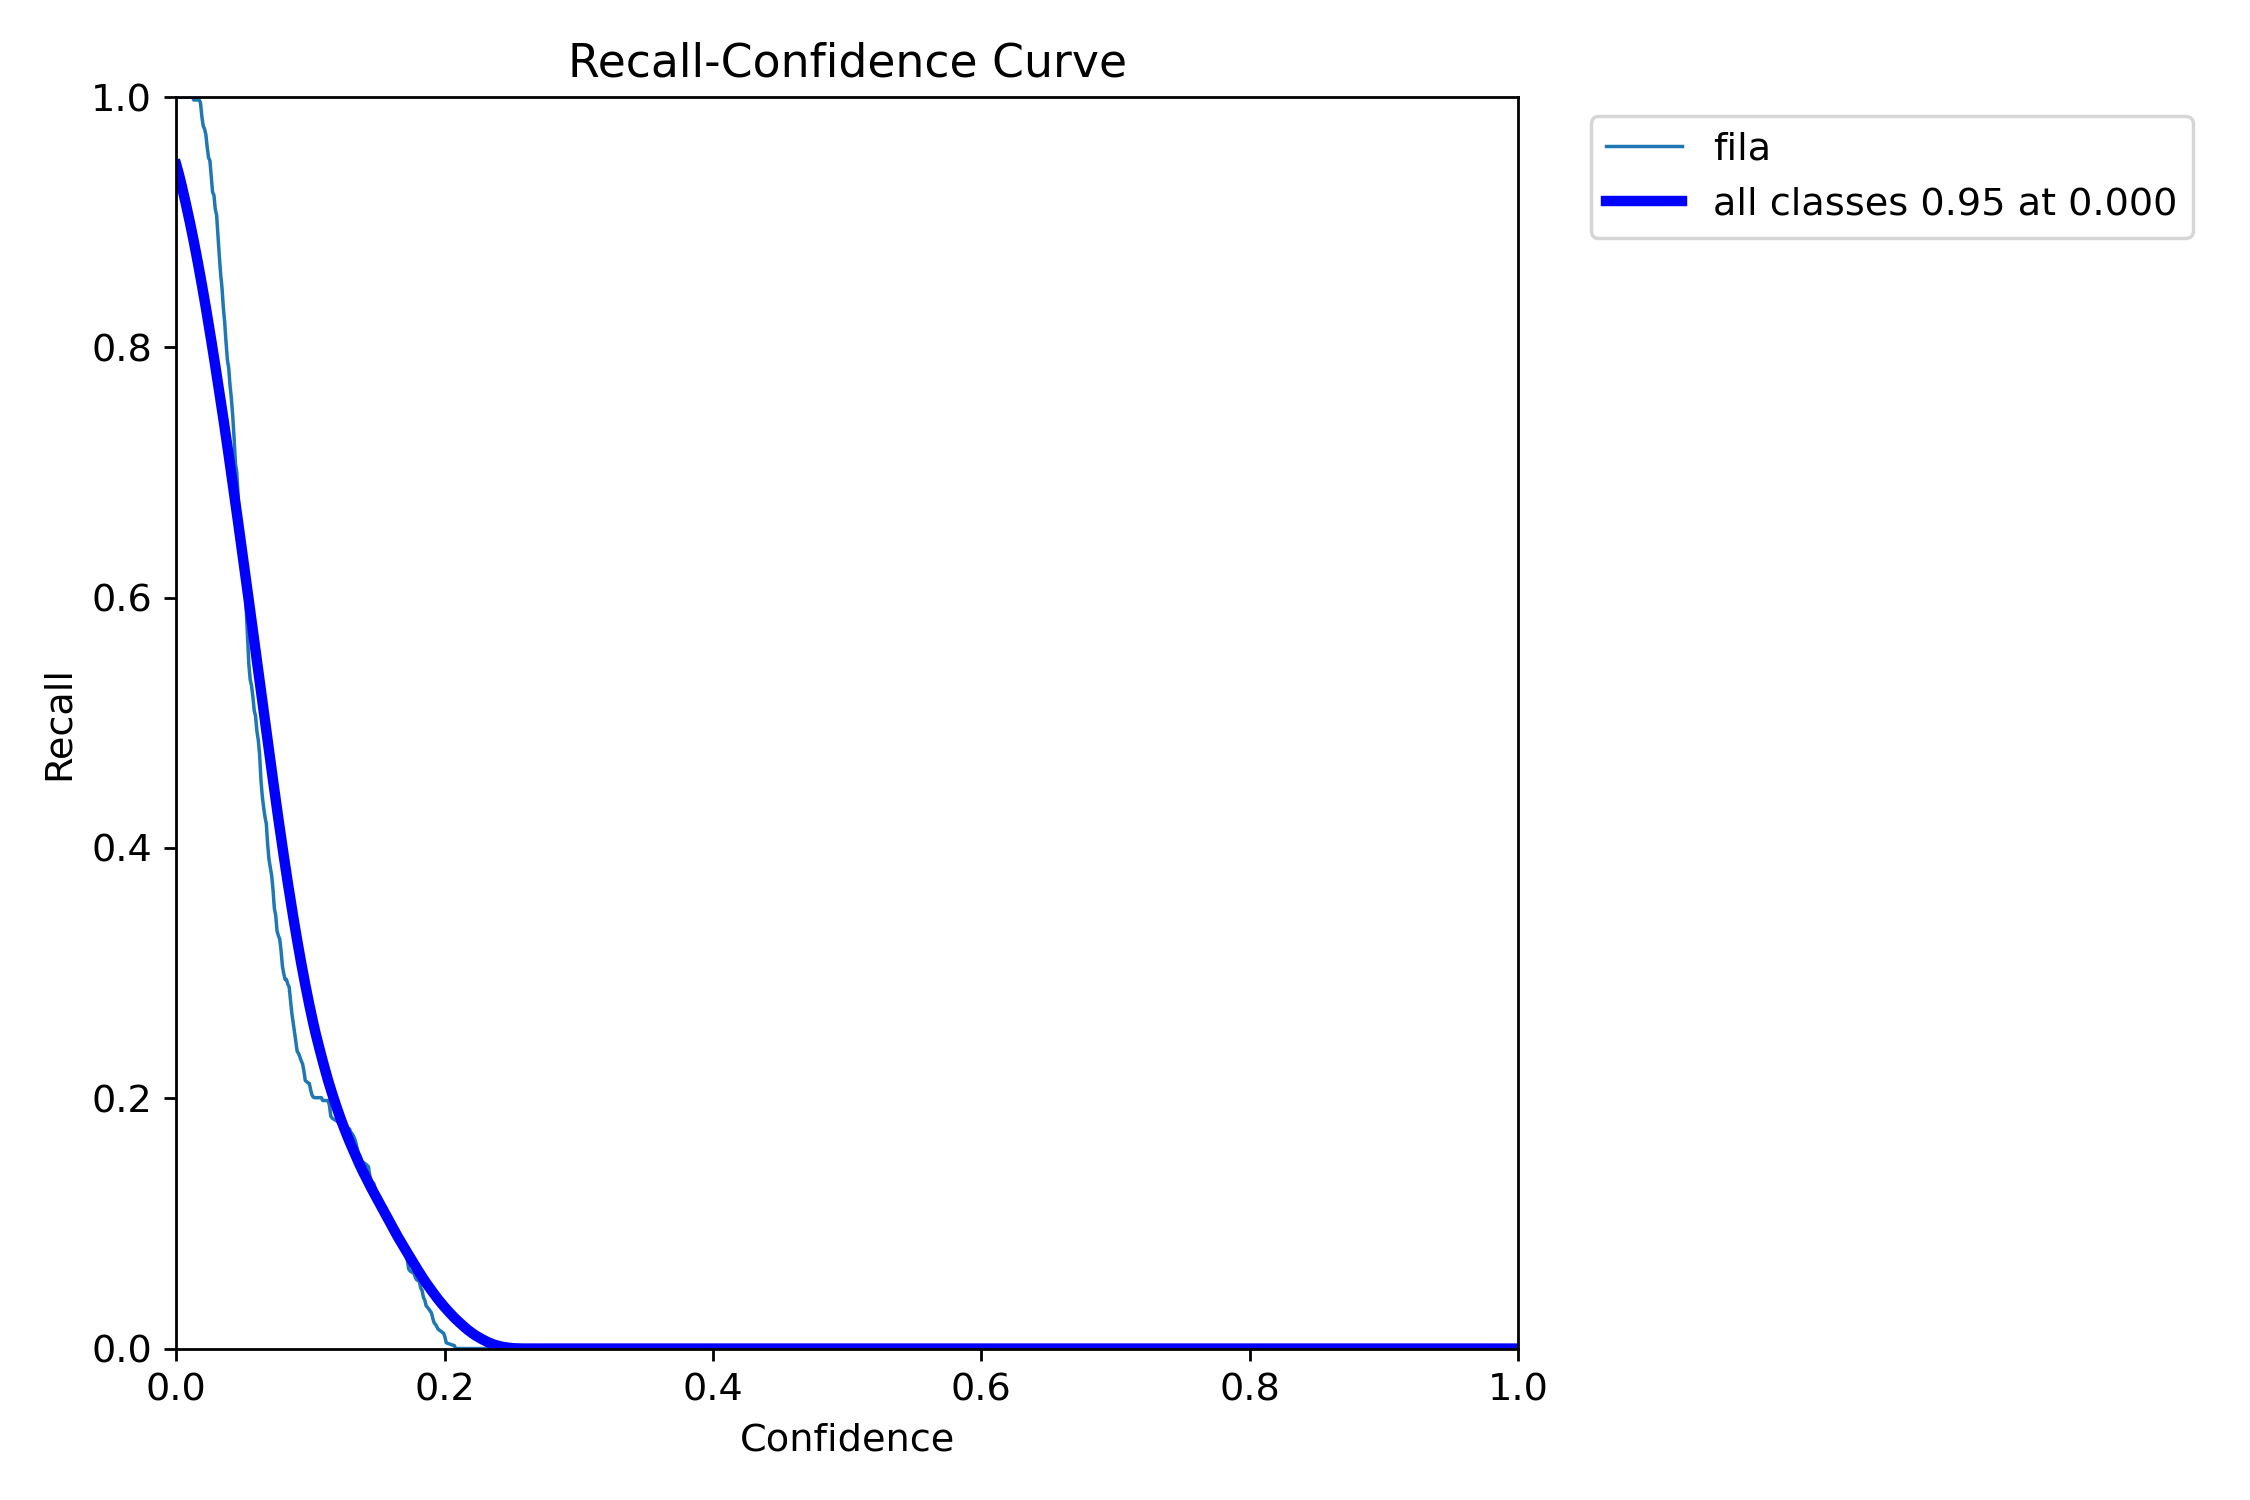 Recall-Confidence Curve
fila
all classes 0.95 at 0.000
1.0
0.8
0.6
0.4
0.2
0.0
Recall
0.0 0.2 0.4 0.6 0.8 1.0
Confidence